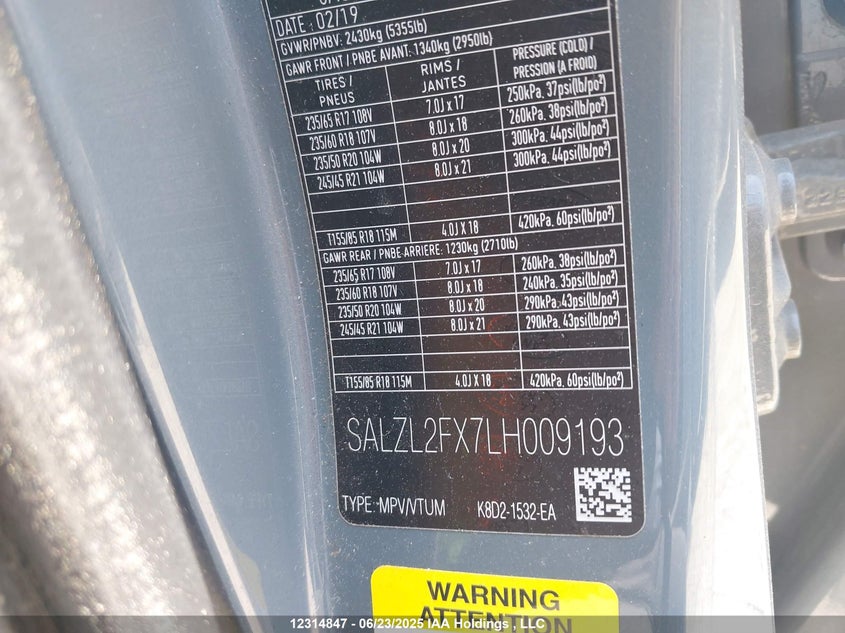 DATE: 02/19
GVWR/PNBV: 2430kg (5355lb)
GAWR FRONT / PNBE AVANT: 1340kg (2950lb)
TIRES / PNEUS RIMS / JANTES PRESSURE (COLD) / PRESSION (A FROID)
235/65 R17 108V 7.0J x 17 250kPa, 37psi(lb/po²)
235/60 R18 107V 8.0J x 18 260kPa, 38psi(lb/po²)
235/50 R20 104W 8.0J x 20 300kPa, 44psi(lb/po²)
245/45 R21 104W 8.0J x 21 300kPa, 44psi(lb/po²)
T155/85 R18 115M 4.0J X 18 420kPa, 60psi(lb/po²)
GAWR REAR / PNBE ARRIERE: 1230kg (2710lb)
235/65 R17 108V 7.0J x 17 260kPa, 38psi(lb/po²)
235/60 R18 107V 8.0J x 18 240kPa, 35psi(lb/po²)
235/50 R20 104W 8.0J x 20 290kPa, 43psi(lb/po²)
245/45 R21 104W 8.0J x 21 290kPa, 43psi(lb/po²)
T155/85 R18 115M 4.0J X 18 420kPa, 60psi(lb/po²)
SALZL2FX7LH009193
TYPE: MPV/VTUM K8D2-1532-EA
WARNING
ATTENTION
12314847 - 06/23/2025 IAA Holdings , LLC